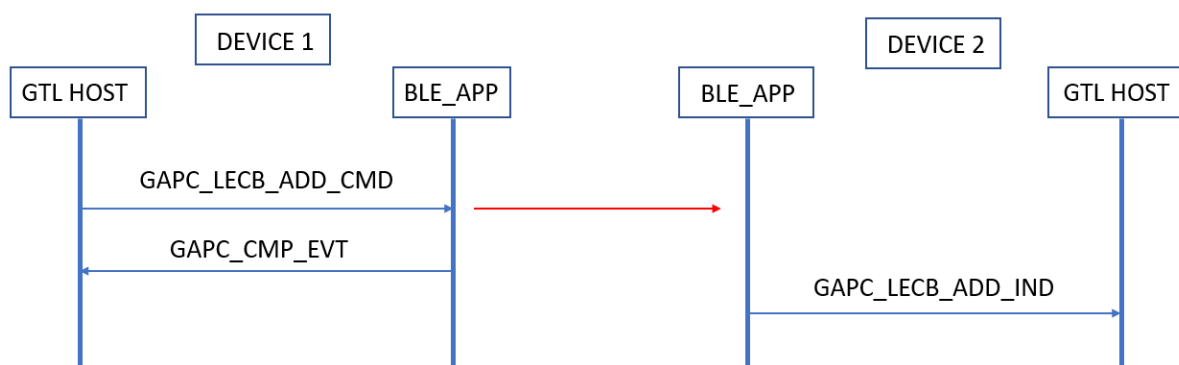 DEVICE 1
DEVICE 2
GTL HOST
BLE_APP
BLE_APP
GTL HOST
GAPC_LECB_ADD_CMD
GAPC_CMP_EVT
GAPC_LECB_ADD_IND